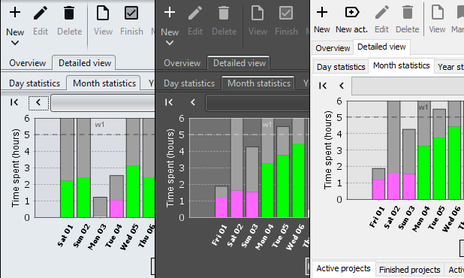 New
Edit
Delete
View
Finish
Mar
Overview
Detailed view
Day statistics
Month statistics
Ye
w1
Time spent (hours)
6
5
4
3
2
1
0
Sat 01
Sun 02
Mon 03
Tue 04
Wed 05
Thu 06
New
Edit
Delete
View
Finish
Overview
Detailed view
Day statistics
Month statistics
w1
Time spent (hours)
6
5
4
3
2
1
0
Fri 01
Sat 02
Sun 03
Mon 04
Tue 05
Wed 06
New
New act.
Edit
Delete
View
Mar
Overview
Detailed view
Day statistics
Month statistics
Year st
w1
Time spent (hours)
6
5
4
3
2
1
0
Fri 01
Sat 02
Sun 03
Mon 04
Tue 05
Wed 06
Active projects
Finished projects
Activ